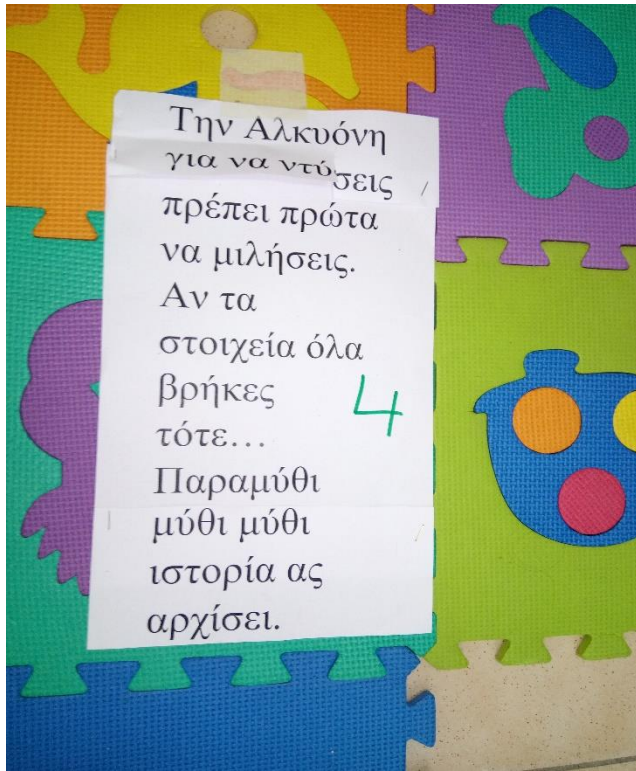 Την Αλκυόνη
για να ντύσεις
πρέπει πρώτα
να μιλήσεις.
Αν τα
στοιχεία όλα
βρήκες
τότε...
Παραμύθι
μύθι μύθι
ιστορία ας
αρχίσει.
4